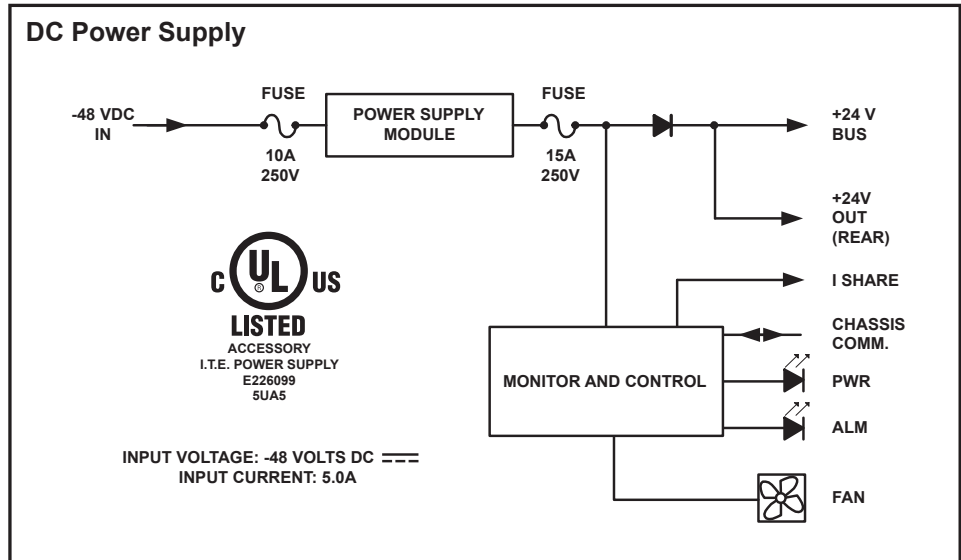 DC Power Supply
-48 VDC
IN
FUSE
10A
250V
POWER SUPPLY
MODULE
FUSE
15A
250V
+24 V
BUS
+24V
OUT
(REAR)
I SHARE
CHASSIS
COMM.
MONITOR AND CONTROL
PWR
ALM
FAN
C UL US
®
LISTED
ACCESSORY
I.T.E. POWER SUPPLY
E226099
5UA5
INPUT VOLTAGE: -48 VOLTS DC
INPUT CURRENT: 5.0A